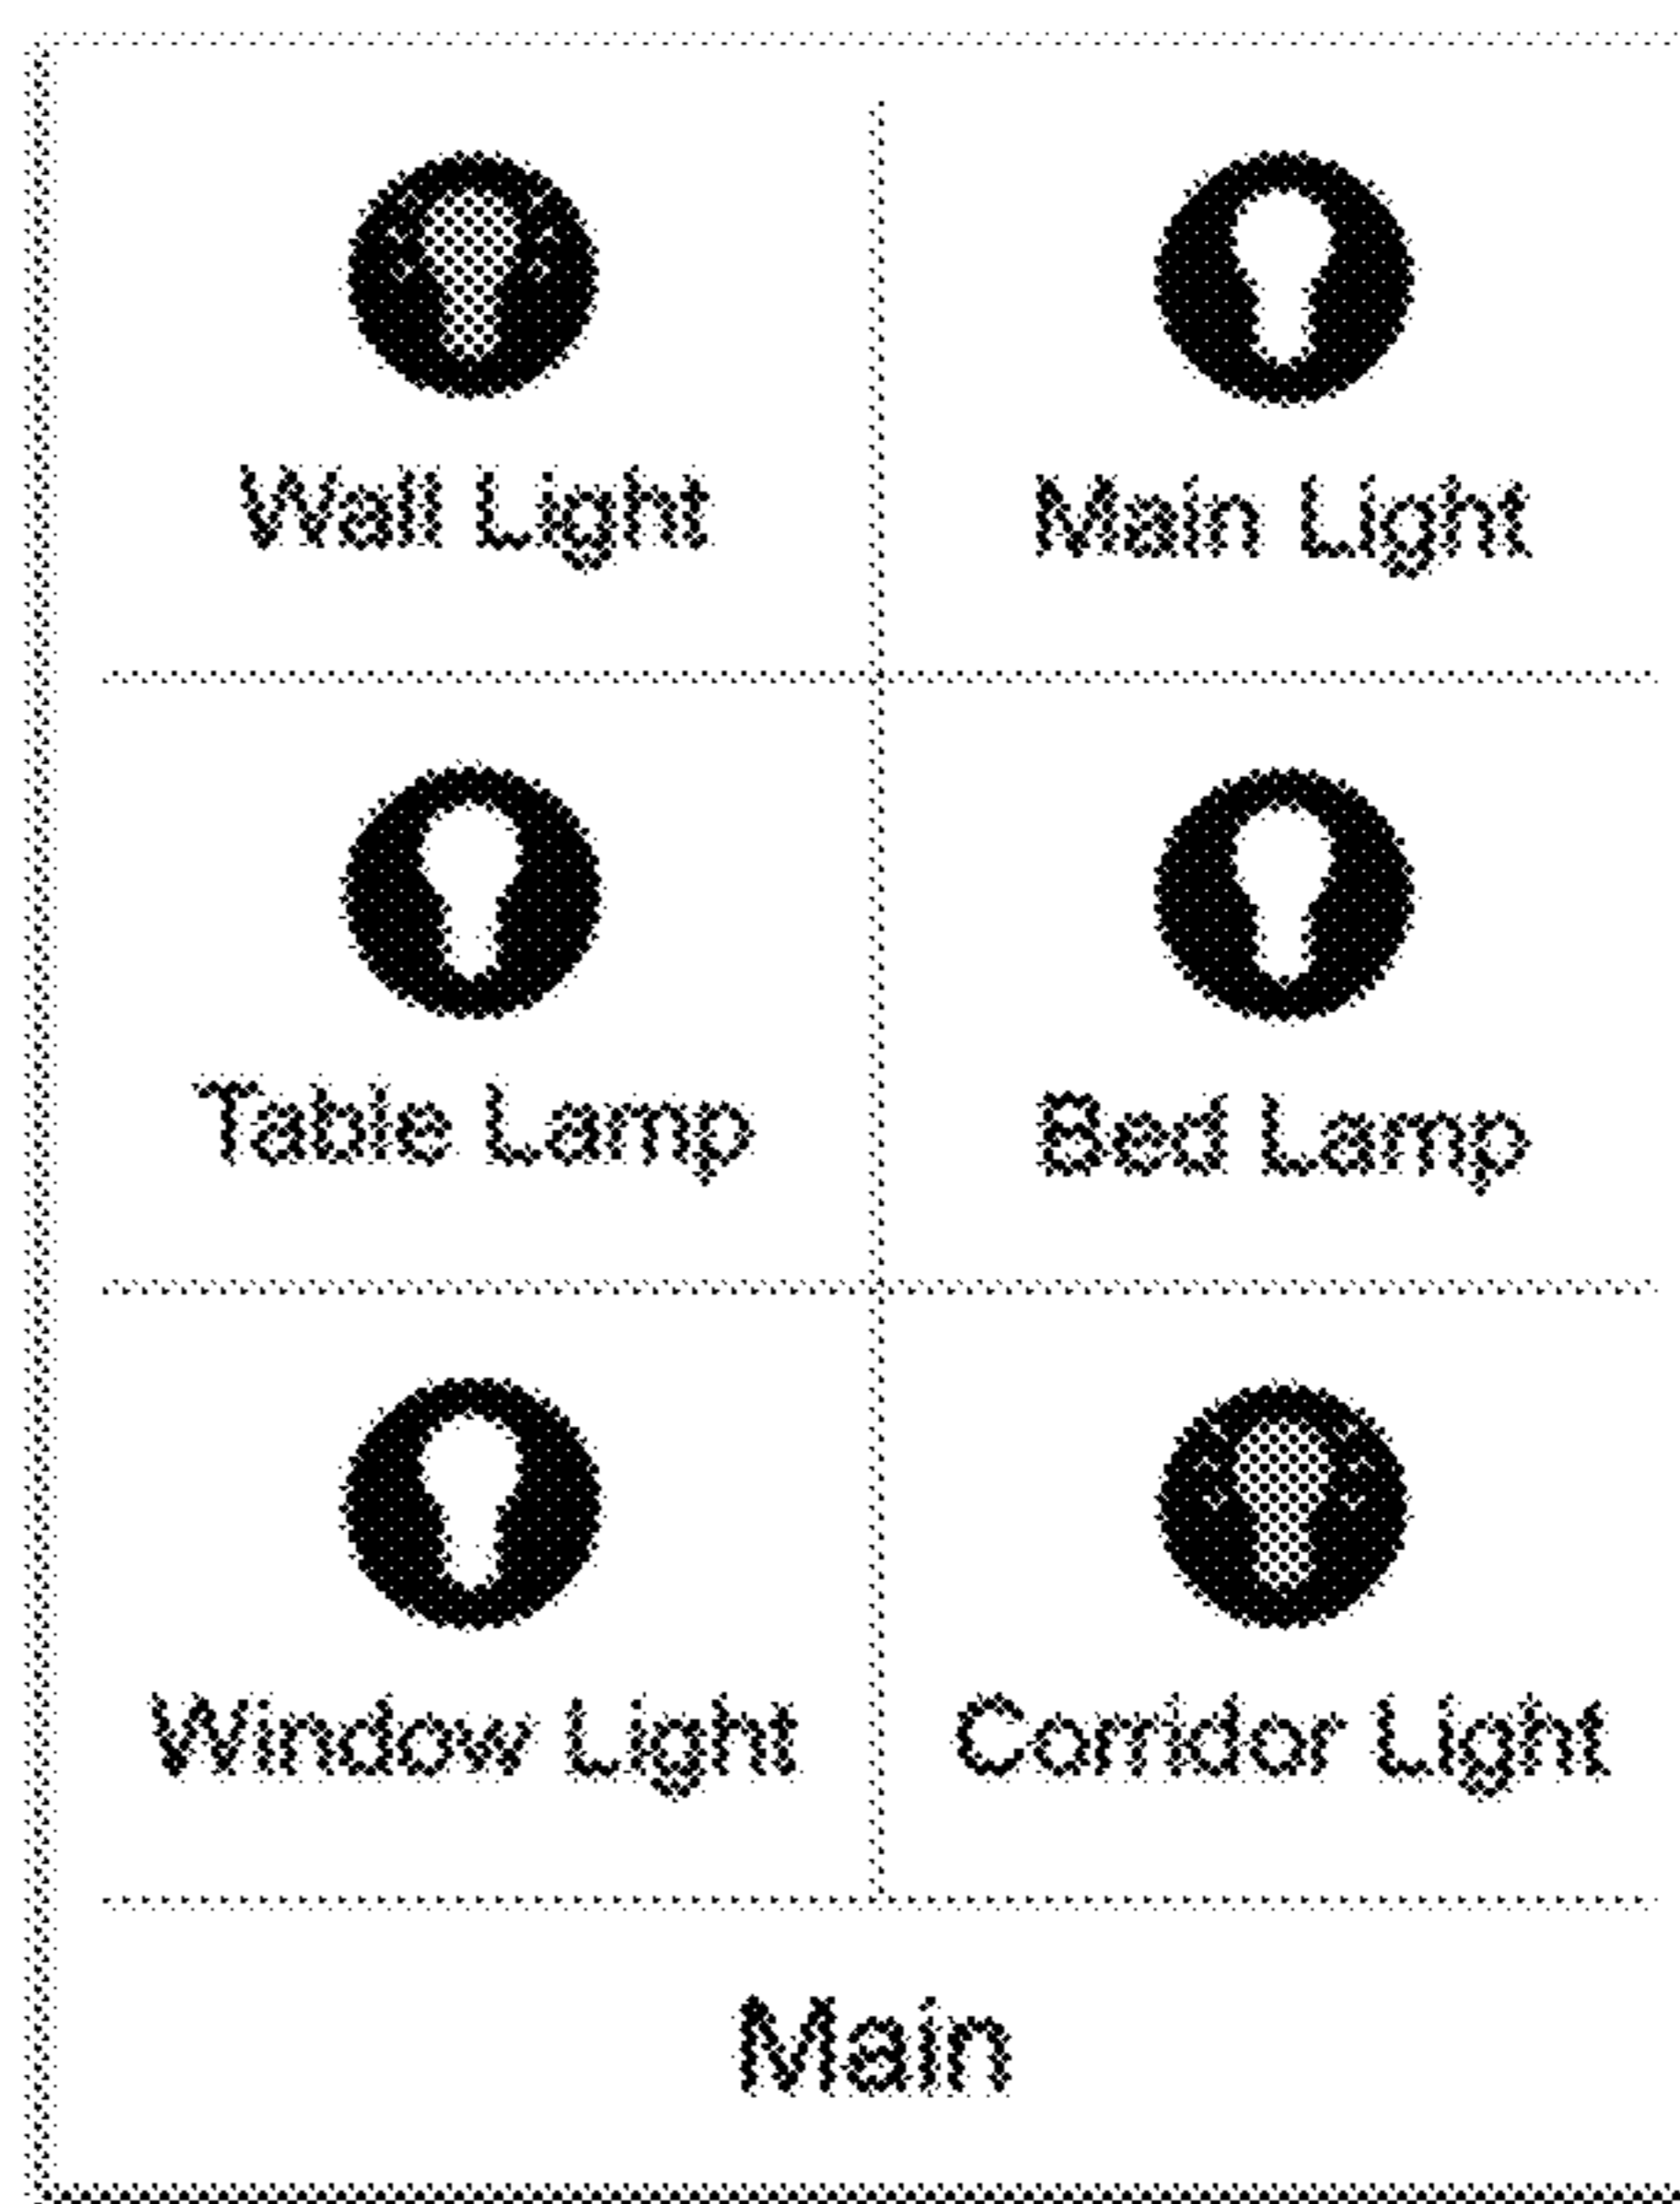 Wall Light
Main Light
Table Lamp
Bed Lamp
Window Light
Corridor Light
Main